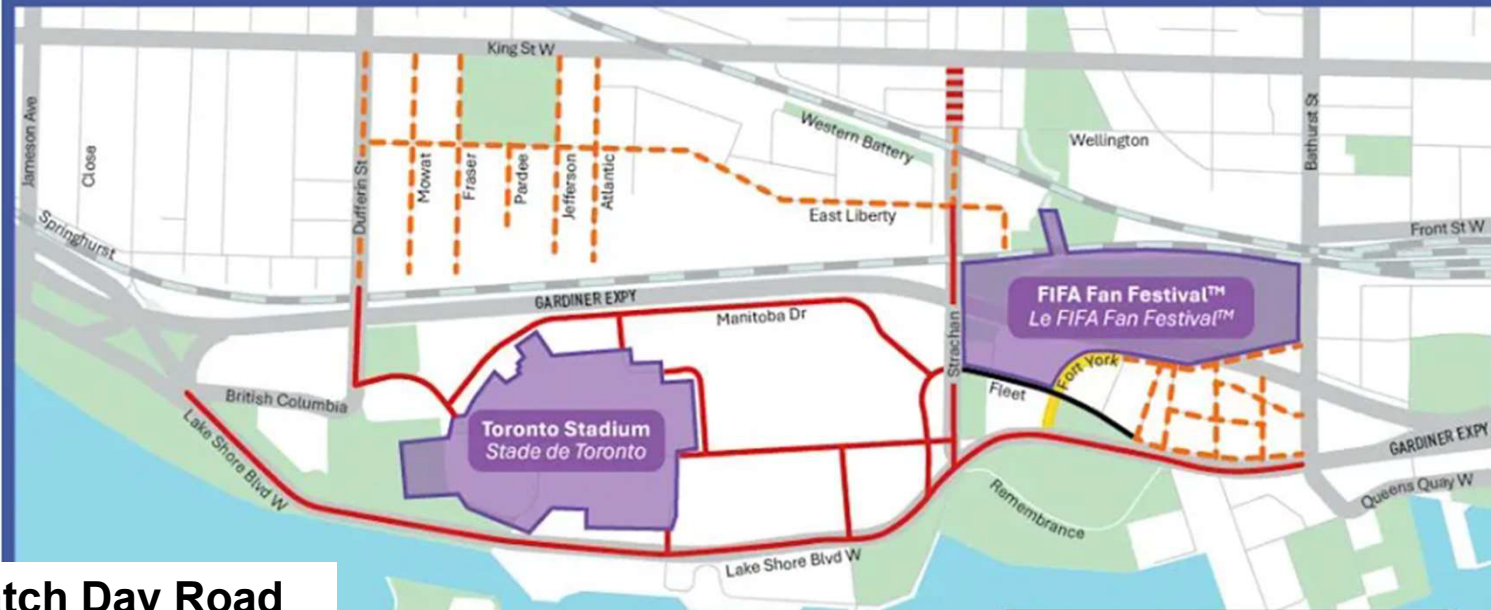 King St W
Jameson Ave
Close
Dufferin St
Mowat
Fraser
Pardee
Jefferson
Atlantic
Western Battery
Wellington
Bathurst St
Springhurst
East Liberty
Front St W
GARDINER EXPY
Manitoba Dr
Strachan
FIFA Fan Festival™
Le FIFA Fan Festival™
Fort York
Fleet
British Columbia
Lake Shore Blvd W
Toronto Stadium
Stade de Toronto
GARDINER EXPY
Queens Quay W
Remembrance
Lake Shore Blvd W
tch Day Road